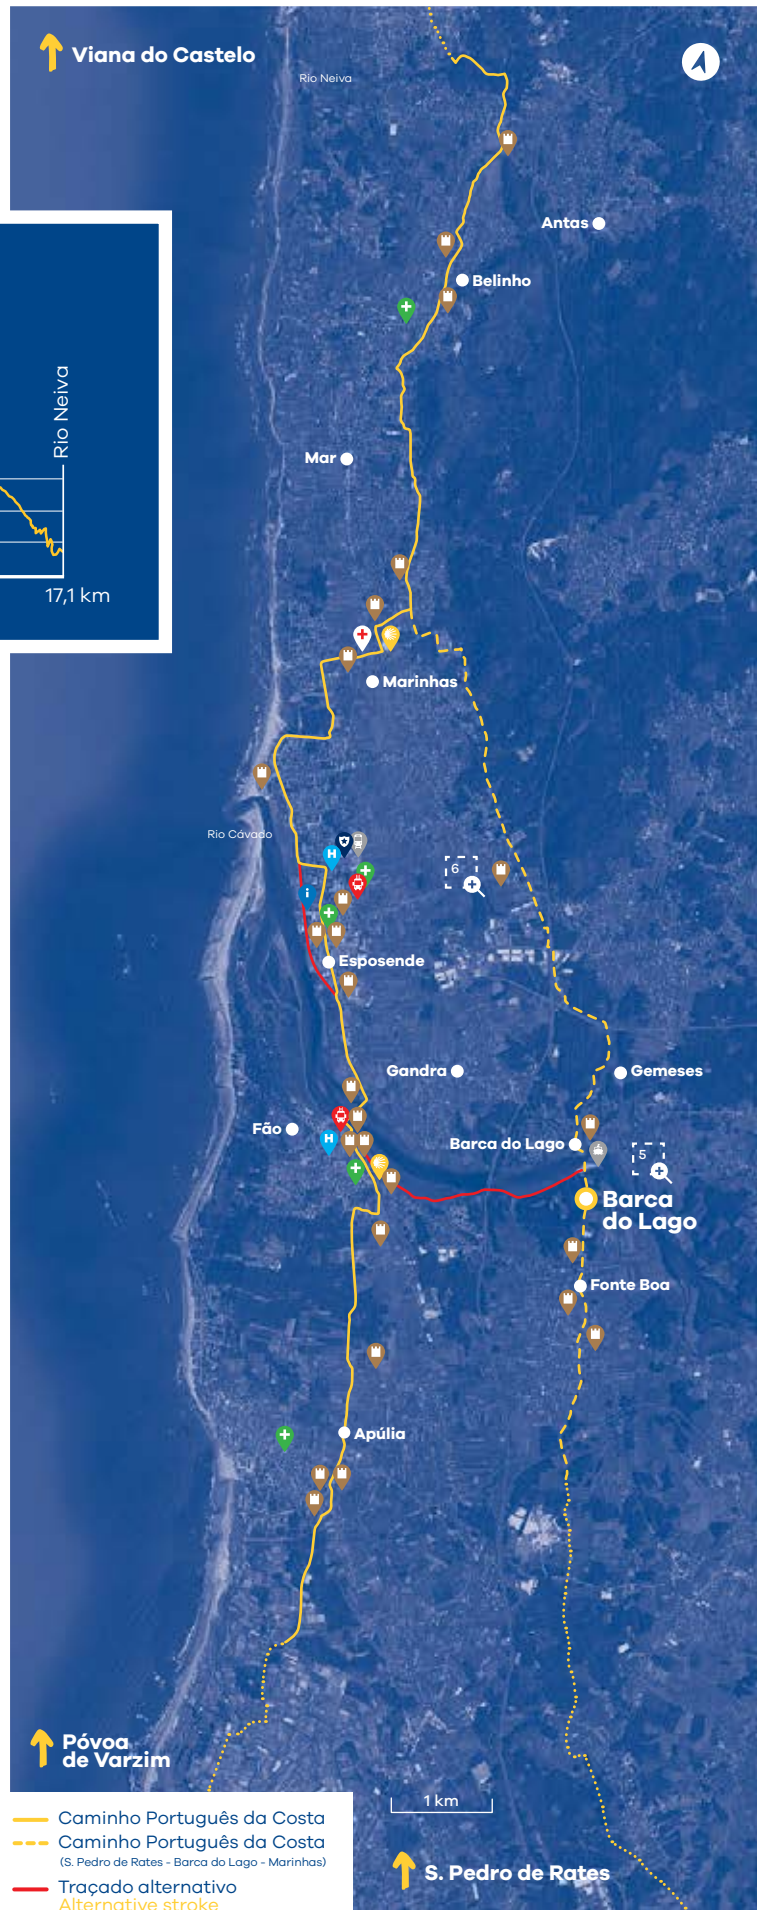 Viana do Castelo
Rio Neiva
Antas
Belinho
Rio Neiva
Mar
17,1 km
Marinhas
Rio Cávado
H
6
i
Esposende
Gandra
Gemeses
Fão
H
Barca do Lago
5
Barca
do Lago
Fonte Boa
Apúlia
Póvoa
de Varzim
1 km
Caminho Português da Costa
Caminho Português da Costa
(S. Pedro de Rates - Barca do Lago - Marinhas)
S. Pedro de Rates
Traçado alternativo
Alternative stroke